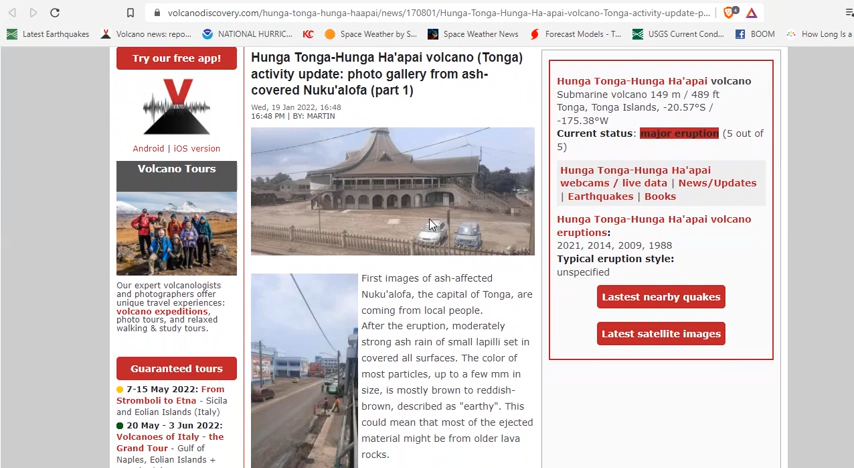 volcanodiscovery.com/hunga-tonga-hunga-haapai/news/170801/Hunga-Tonga-Hunga-Ha-apai-volcano-Tonga-activity-update-p...
6
Latest Earthquakes
Volcano news: repo...
NATIONAL HURRIC...
KC
Space Weather by S...
Space Weather News
Forecast Models - T...
USGS Current Cond...
BOOM
How Long Is a
Try our free app!
Android | iOS version
Volcano Tours
Our expert volcanologists
and photographers offer
unique travel experiences:
volcano expeditions,
photo tours, and relaxed
walking & study tours.
Guaranteed tours
7-15 May 2022: From
Stromboli to Etna - Sicila
and Eolian Islands (Italy)
20 May - 3 Jun 2022:
Volcanoes of Italy - the
Grand Tour - Gulf of
Naples, Eolian Islands +
Hunga Tonga-Hunga Ha'apai volcano (Tonga)
activity update: photo gallery from ash-
covered Nuku'alofa (part 1)
Wed, 19 Jan 2022, 16:48
16:48 PM | BY: MARTIN
First images of ash-affected
Nuku'alofa, the capital of Tonga, are
coming from local people.
After the eruption, moderately
strong ash rain of small lapilli set in
covered all surfaces. The color of
most particles, up to a few mm in
size, is mostly brown to reddish-
brown, described as "earthy". This
could mean that most of the ejected
material might be from older lava
rocks.
Hunga Tonga-Hunga Ha'apai volcano
Submarine volcano 149 m / 489 ft
Tonga, Tonga Islands, -20.57°S /
-175.38°W
Current status: major eruption (5 out of
5)
Hunga Tonga-Hunga Ha'apai
webcams / live data | News/Updates
| Earthquakes | Books
Hunga Tonga-Hunga Ha'apai volcano
eruptions:
2021, 2014, 2009, 1988
Typical eruption style:
unspecified
Lastest nearby quakes
Latest satellite images